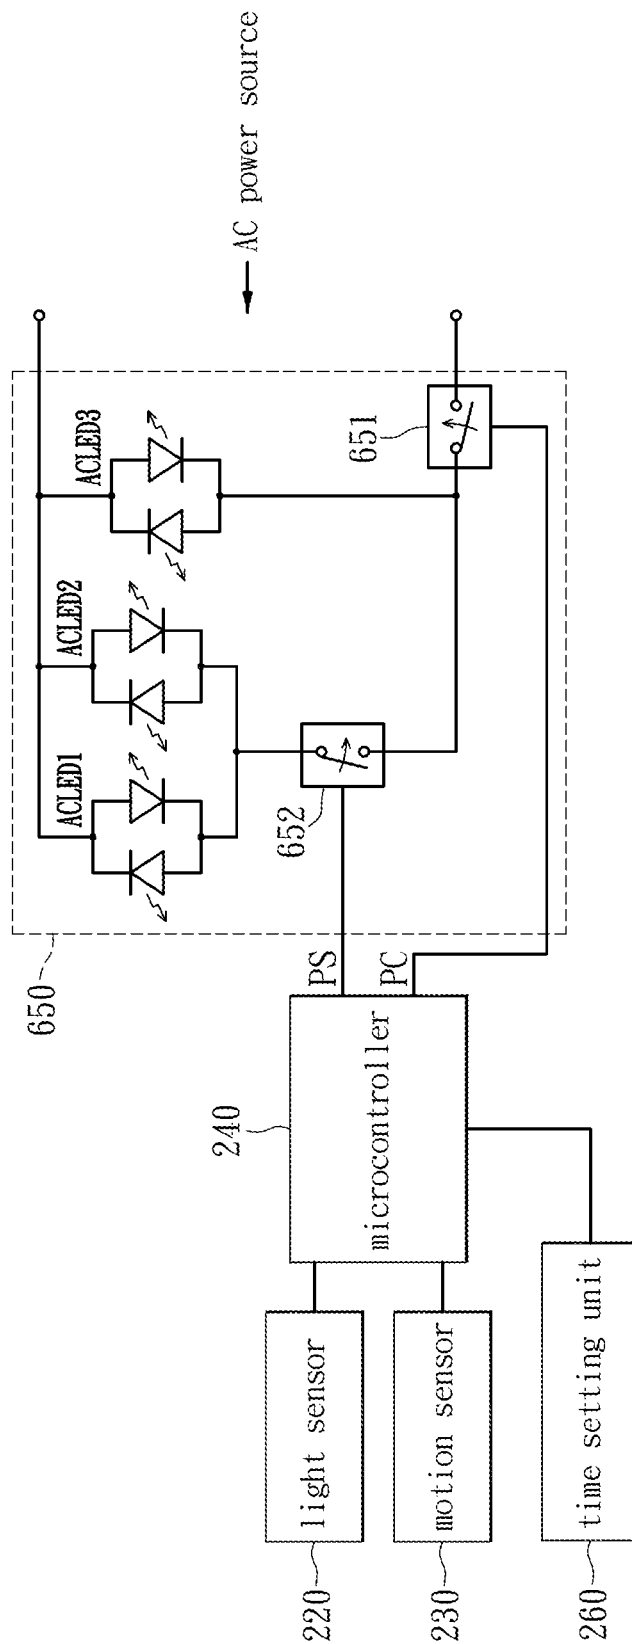 650
ACLED1
ACLED2
ACLED3
AC power source
220
light sensor
240
microcontroller
PS
PC
652
651
230
motion sensor
260
time setting unit